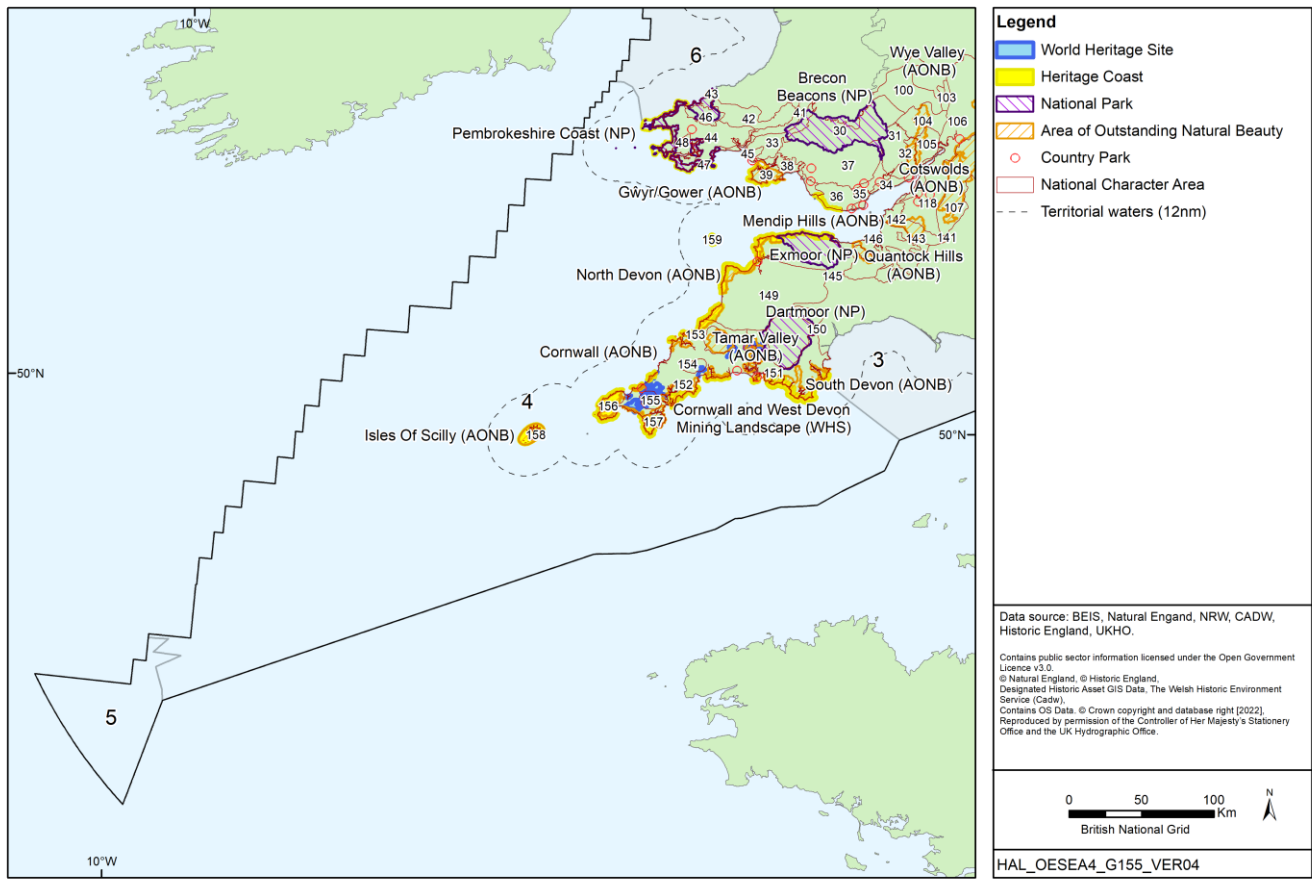 10°W
6
Wye Valley
(AONB)
100
103
Brecon
Beacons (NP)
43
46
41
42
104
106
Pembrokeshire Coast (NP)
44
30
31
105
48
33
32
45
47
38
37
39
Cotswolds
(AONB)
34
35
36
118
107
Gwyr/Gower (AONB)
Mendip Hills (AONB)
142
159
146
143
141
Exmoor (NP)
Quantock Hills
(AONB)
North Devon (AONB)
145
149
Dartmoor (NP)
150
153
Tamar Valley
(AONB)
3
Cornwall (AONB)
154
50°N
151
South Devon (AONB)
152
4
155
156
Cornwall and West Devon
Mining Landscape (WHS)
157
Isles Of Scilly (AONB)
158
50°N
5
10°W
Legend
World Heritage Site
Heritage Coast
National Park
Area of Outstanding Natural Beauty
Country Park
National Character Area
Territorial waters (12nm)
Data source: BEIS, Natural Engand, NRW, CADW,
Historic England, UKHO.
Contains public sector information licensed under the Open Government
Licence v3.0.
© Natural England, © Historic England,
Designated Historic Asset GIS Data, The Welsh Historic Environment
Service (Cadw),
Contains OS Data. © Crown copyright and database right [2022],
Reproduced by permission of the Controller of Her Majesty's Stationery
Office and the UK Hydrographic Office.
0 50 100
Km
N
British National Grid
HAL_OESEA4_G155_VER04